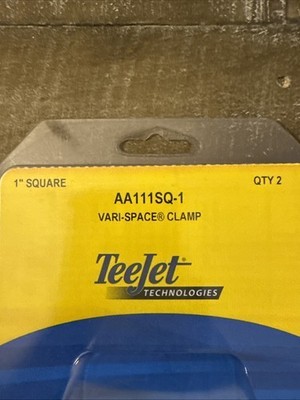 1" SQUARE
AA111SQ-1
QTY 2
VARI-SPACE® CLAMP
TeeJet®
TECHNOLOGIES